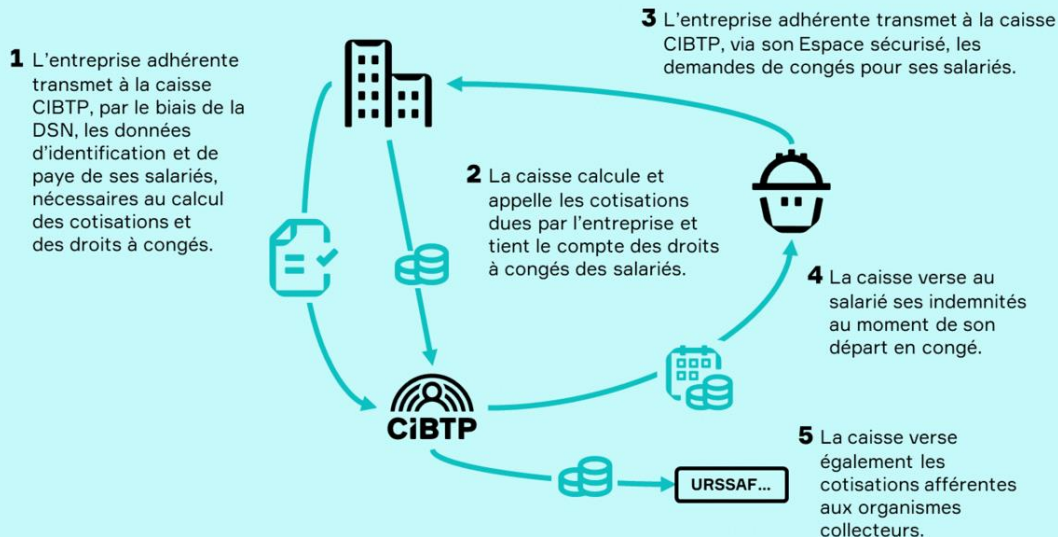 1 L'entreprise adhérente
transmet à la caisse
CIBTP, par le biais de la
DSN, les données
d'identification et de
paye de ses salariés,
nécessaires au calcul
des cotisations et
des droits à congés.
2 La caisse calcule et
appelle les cotisations
dues par l'entreprise et
tient le compte des droits
à congés des salariés.
3 L'entreprise adhérente transmet à la caisse
CIBTP, via son Espace sécurisé, les
demandes de congés pour ses salariés.
4 La caisse verse au
salarié ses indemnités
au moment de son
départ en congé.
CiBTP
URSSAF...
5 La caisse verse
également les
cotisations afférentes
aux organismes
collecteurs.